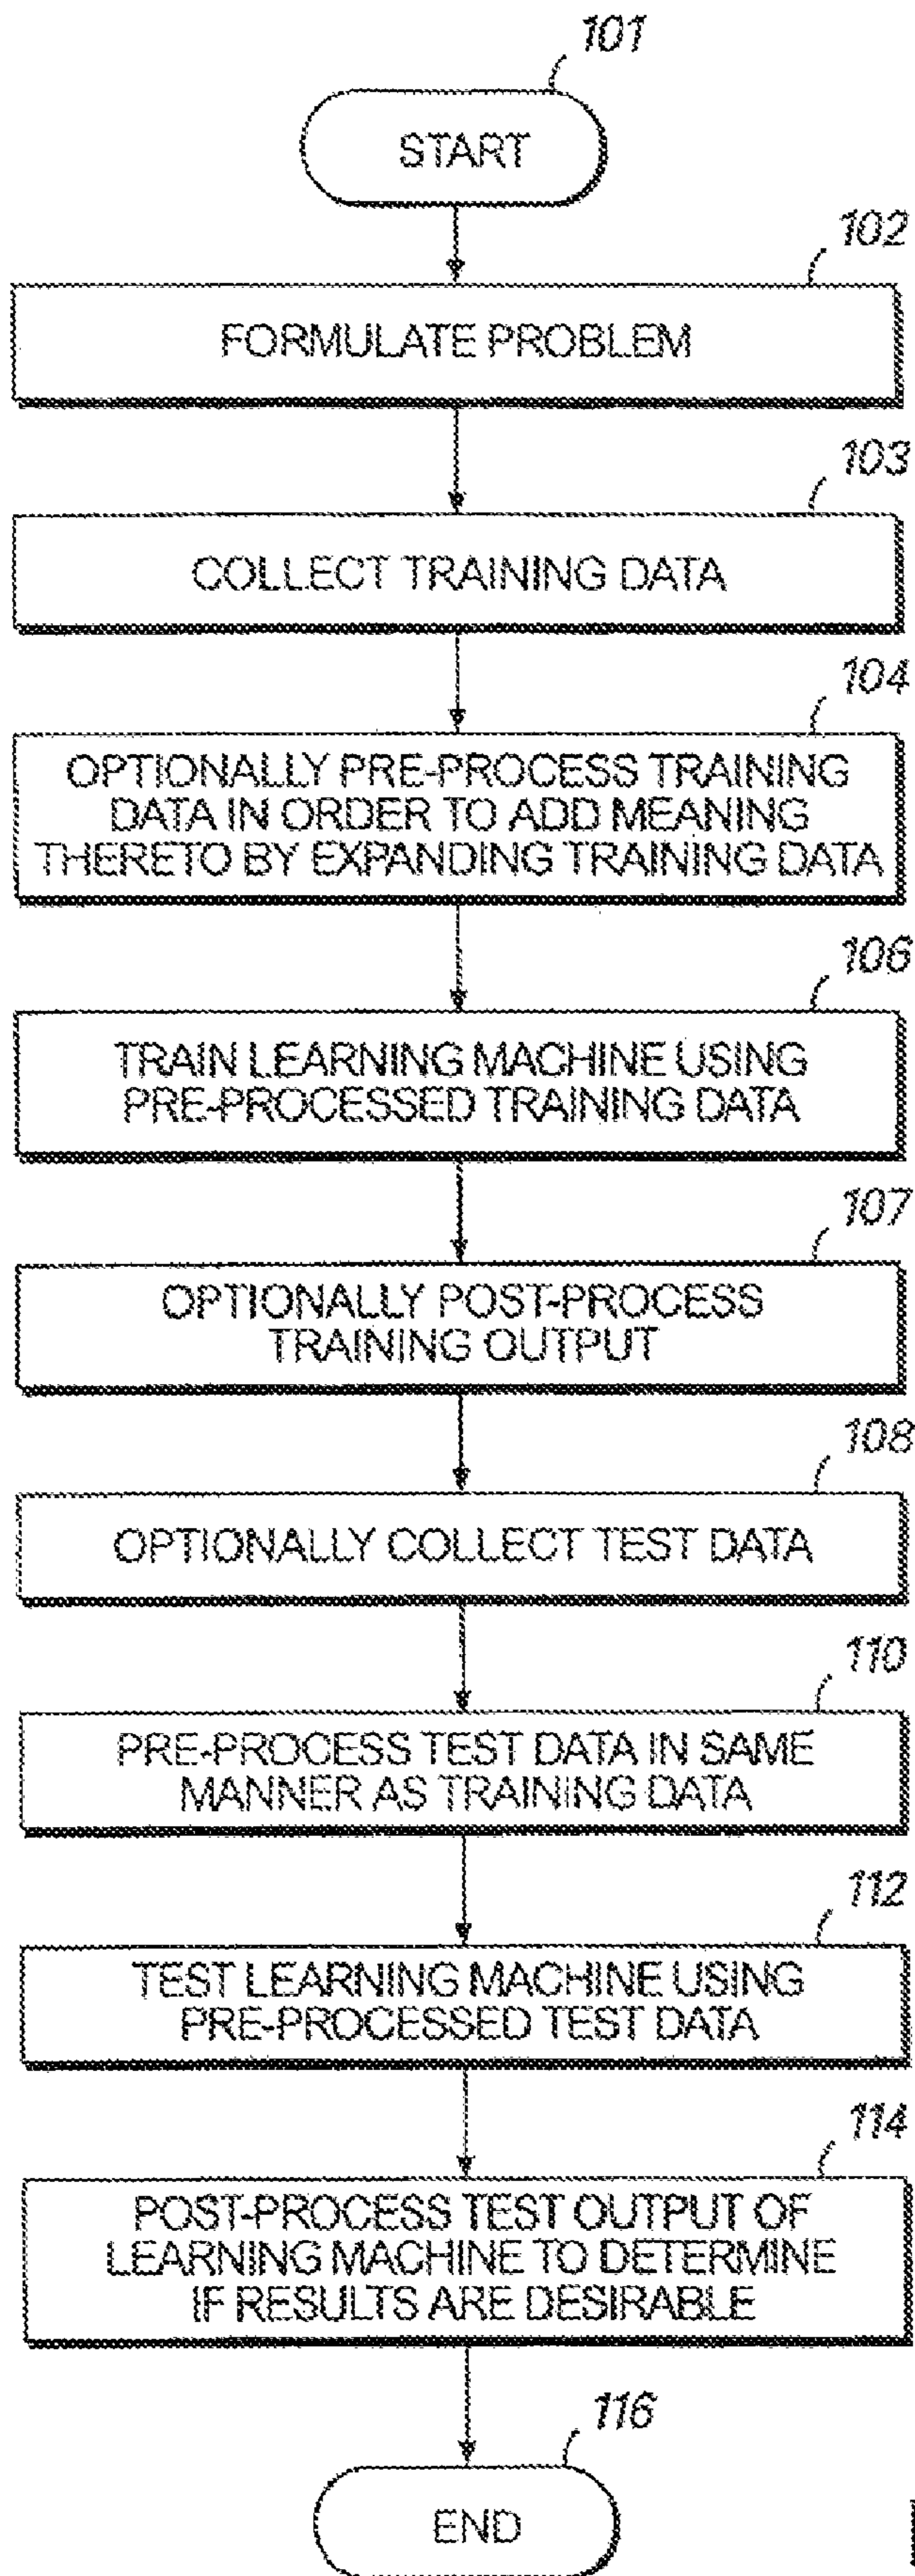 101
START
102
FORMULATE PROBLEM
103
COLLECT TRAINING DATA
104
OPTIONALLY PRE-PROCESS TRAINING
DATA IN ORDER TO ADD MEANING
THERETO BY EXPANDING TRAINING DATA
106
TRAIN LEARNING MACHINE USING
PRE-PROCESSED TRAINING DATA
107
OPTIONALLY POST-PROCESS
TRAINING OUTPUT
108
OPTIONALLY COLLECT TEST DATA
110
PRE-PROCESS TEST DATA IN SAME
MANNER AS TRAINING DATA
112
TEST LEARNING MACHINE USING
PRE-PROCESSED TEST DATA
114
POST-PROCESS TEST OUTPUT OF
LEARNING MACHINE TO DETERMINE
IF RESULTS ARE DESIRABLE
116
END